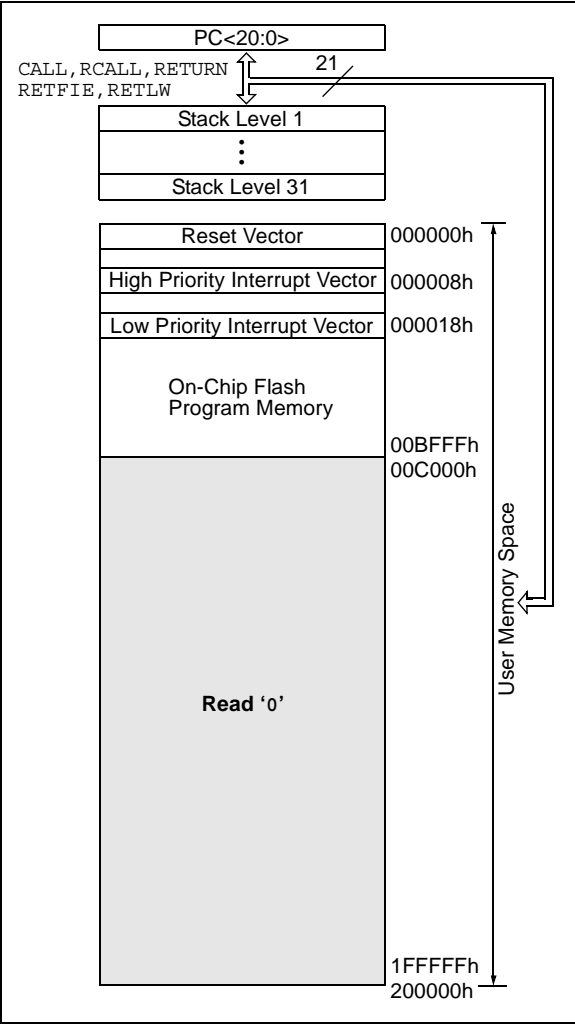 PC<20:0>
CALL,RCALL,RETURN
RETFIE,RETLW
21
Stack Level 1
Stack Level 31
Reset Vector
000000h
High Priority Interrupt Vector
000008h
Low Priority Interrupt Vector
000018h
On-Chip Flash
Program Memory
00BFFFh
00C000h
User Memory Space
Read ‘0’
1FFFFFh
200000h